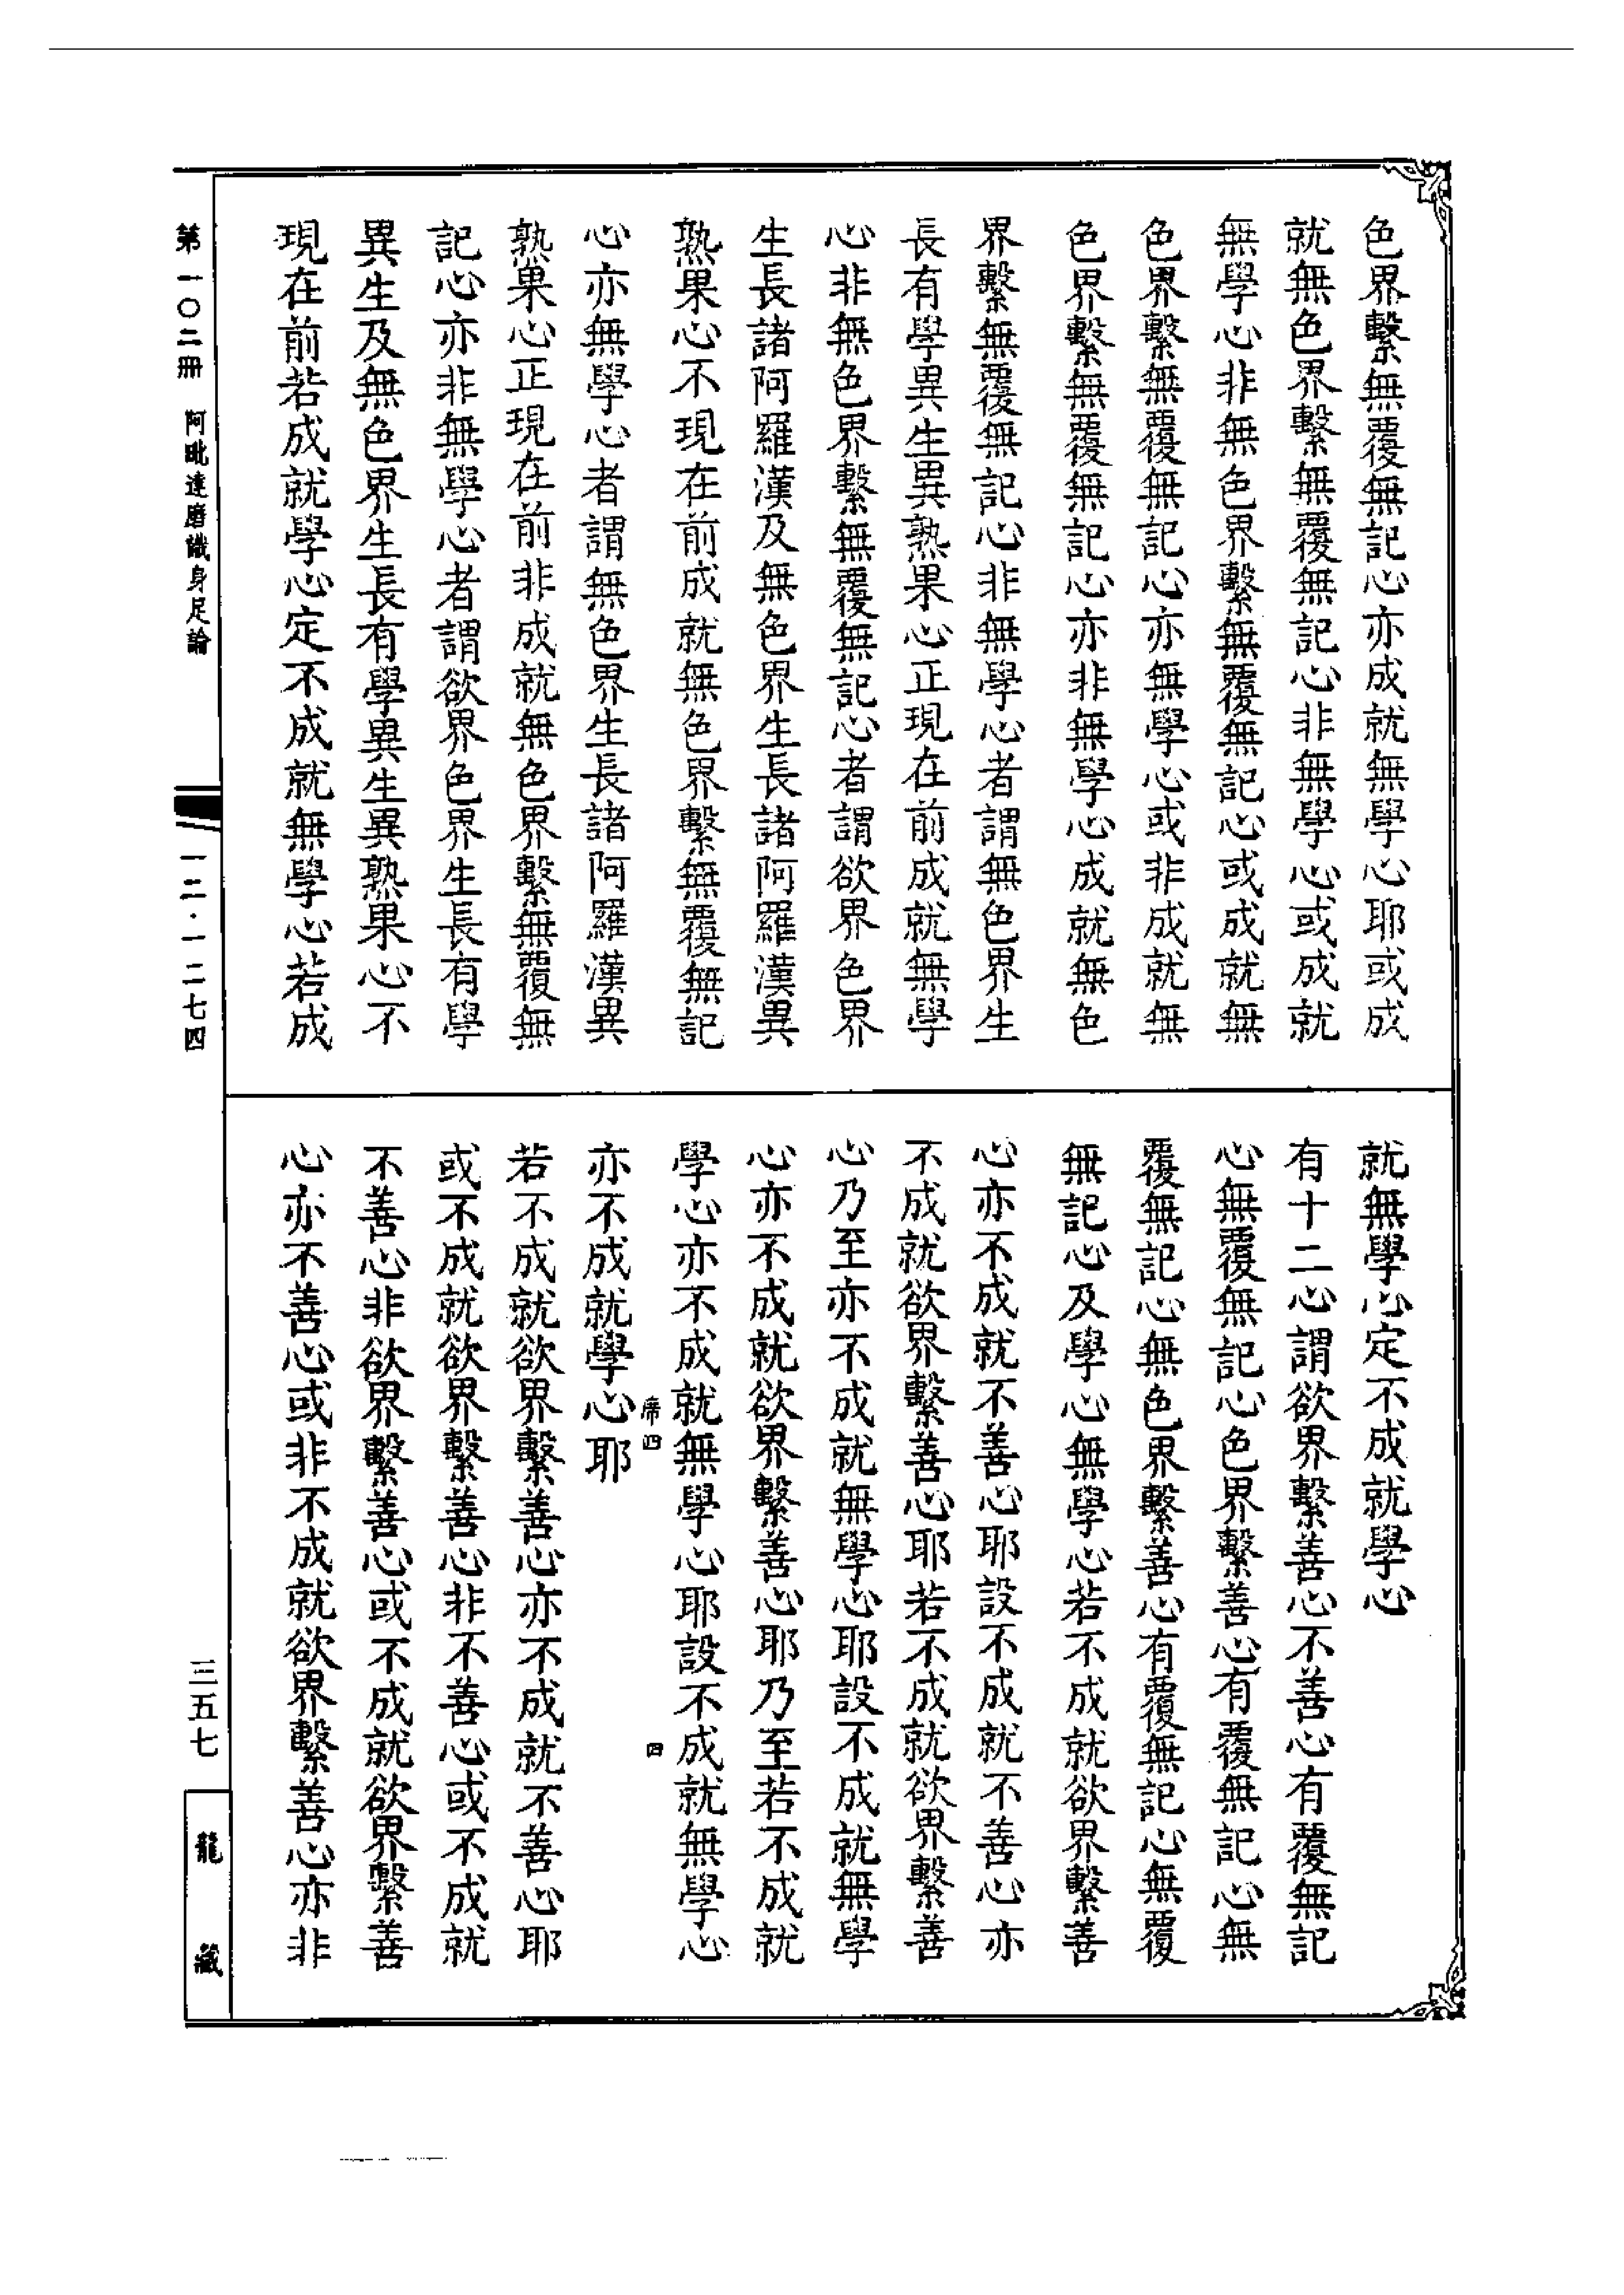 色界繫無覆無記心亦成就無學心耶或成
就無色界繫無覆無記心非無學心或成就
無學心非無色界繫無覆無記心或成就無
色界繫無覆無記心亦無學心或非成就無
色界繫無覆無記心亦非無學心成就無色
界繫無覆無記心非無學心者謂無色界生
長有學異生異熟果心正現在前成就無學
心非無色界繫無覆無記心者謂欲界色界
生長諸阿羅漢及無色界生長諸阿羅漢異
熟果心不現在前成就無色界繫無覆無記
心亦無學心者謂無色界生長諸阿羅漢異
熟果心正現在前非成就無色界繫無覆無
記心亦非無學心者謂欲界色界生長有學
異生及無色界生長有學異生異熟果心不
現在前若成就學心定不成就無學心若成
就無學心定不成就學心
有十二心謂欲界繫善心不善心有覆無記
心無覆無記心色界繫善心有覆無記心無
覆無記心無色界繫善心有覆無記心無覆
無記心及學心無學心若不成就欲界繫善
心亦不成就不善心耶設不成就不善心亦
不成就欲界繫善心耶若不成就欲界繫善
心乃至亦不成就無學心耶設不成就無學
心亦不成就欲界繫善心耶乃至若不成就
學心亦不成就無學心耶設不成就無學心
席四 四
亦不成就學心耶
若不成就欲界繫善心亦不成就不善心耶
或不成就欲界繫善心非不善心或不成就
不善心非欲界繫善心或不成就欲界繫善
心亦不善心或非不成就欲界繫善心亦非
第一〇二冊 阿毗達磨識身足論
一二·一二七四
三五七
龍藏